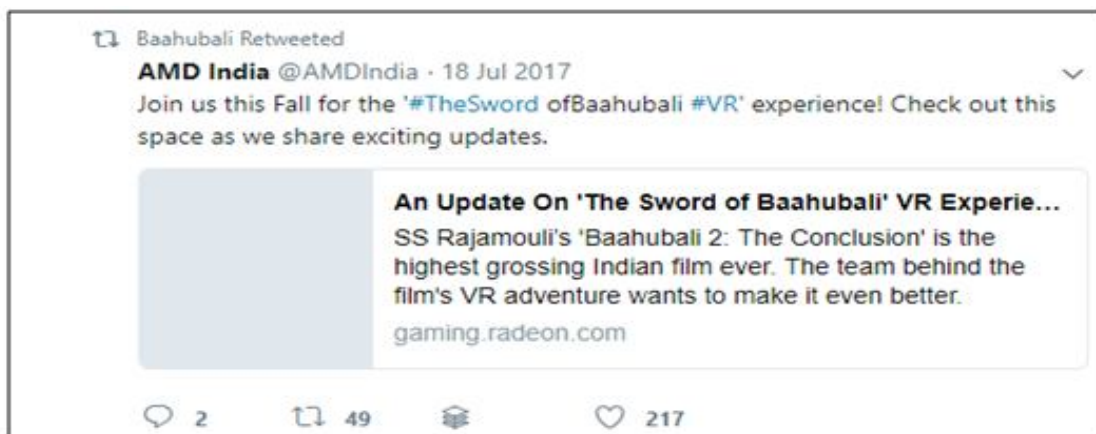 Baahubali Retweeted
AMD India @AMDIndia · 18 Jul 2017
Join us this Fall for the '#TheSword ofBaahubali #VR' experience! Check out this
space as we share exciting updates.
An Update On 'The Sword of Baahubali' VR Experie...
SS Rajamouli's 'Baahubali 2: The Conclusion' is the
highest grossing Indian film ever. The team behind the
film's VR adventure wants to make it even better.
gaming.radeon.com
2 49 217